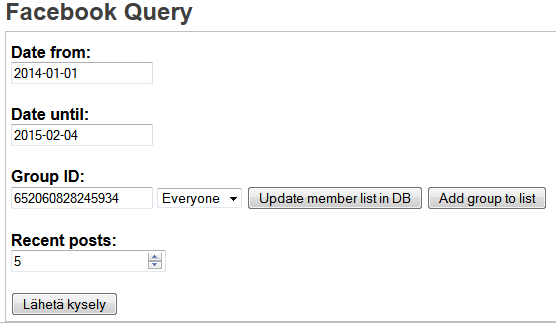 Facebook Query
Date from:
2014-01-01
Date until:
2015-02-04
Group ID:
652060828245934 Everyone Update member list in DB Add group to list
Recent posts:
5
Lähetä kysely